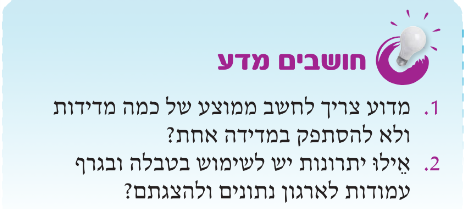 חושבים מדע
1. מדוע צריך לחשב ממוצע של כמה מדידות
ולא להסתפק במדידה אחת?
2. אֵילוּ יתרונות יש לשימוש בטבלה ובגרף
עמודות לארגון נתונים ולהצגתם?